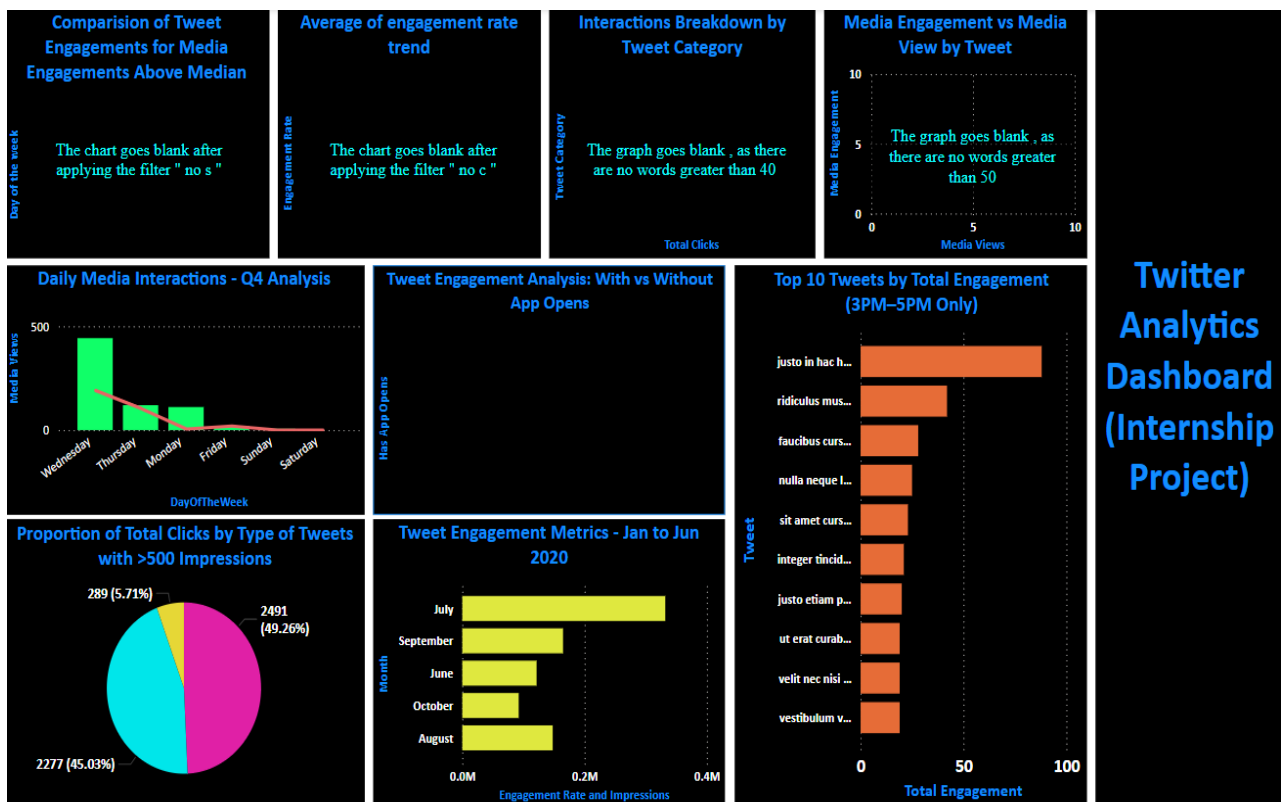 Comparision of Tweet
Engagements for Media
Engagements Above Median
Day of the week
The chart goes blank after
applying the filter " no s "
Average of engagement rate
trend
Engagement Rate
The chart goes blank after
applying the filter " no c "
Interactions Breakdown by
Tweet Category
Tweet Category
The graph goes blank , as there
are no words greater than 40
Total Clicks
Media Engagement vs Media
View by Tweet
Media Engagement
10
5
0
The graph goes blank , as
there are no words greater
than 50
0
5
10
Media Views
Daily Media Interactions - Q4 Analysis
Media Views
500
0
Wednesday
Thursday
Monday
Friday
Sunday
Saturday
DayOfTheWeek
Tweet Engagement Analysis: With vs Without
App Opens
Has App Opens
Top 10 Tweets by Total Engagement
(3PM–5PM Only)
0
50
100
Tweet
justo in hac h...
ridiculus mus...
faucibus curs...
nulla neque l...
sit amet curs...
integer tincid...
justo etiam p...
ut erat curab...
velit nec nisi ...
vestibulum v...
Total Engagement
Twitter
Analytics
Dashboard
(Internship
Project)
Proportion of Total Clicks by Type of Tweets
with >500 Impressions
289 (5.71%)
2491
(49.26%)
2277 (45.03%)
Tweet Engagement Metrics - Jan to Jun
2020
Month
July
September
June
October
August
0.0M
0.2M
0.4M
Engagement Rate and Impressions